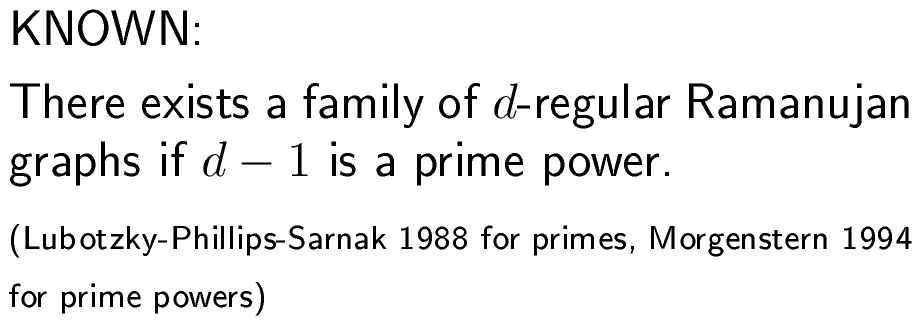 KNOWN:
There exists a family of d-regular Ramanujan
graphs if d − 1 is a prime power.
(Lubotzky-Phillips-Sarnak 1988 for primes, Morgenstern 1994
for prime powers)